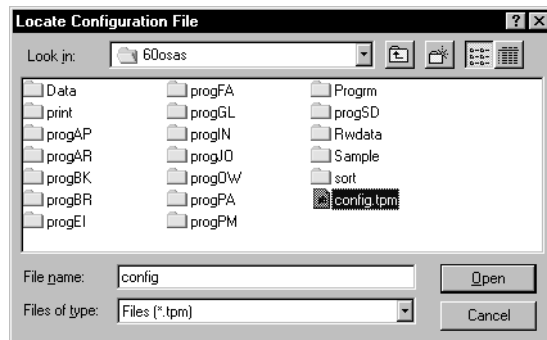 Locate Configuration File
Look in: 60osas
Data progFA Progrm
print progGL progSD
progAP progIN Rwdata
progAR progJO Sample
progBK progOW sort
progBR progPA config.tpm
progEI progPM
File name: config Open
Files of type: Files (*.tpm) Cancel